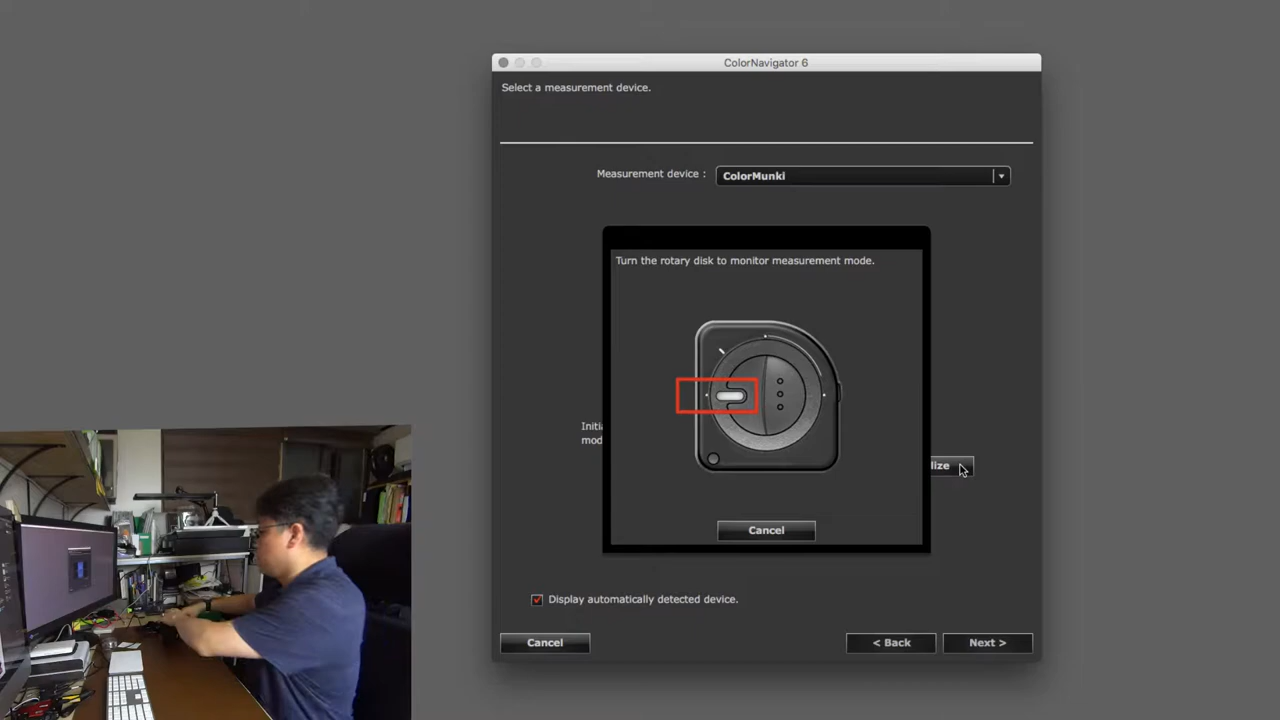 ColorNavigator 6
Select a measurement device.
Measurement device :
ColorMunki
Turn the rotary disk to monitor measurement mode.
Cancel
Display automatically detected device.
Cancel
< Back
Next >